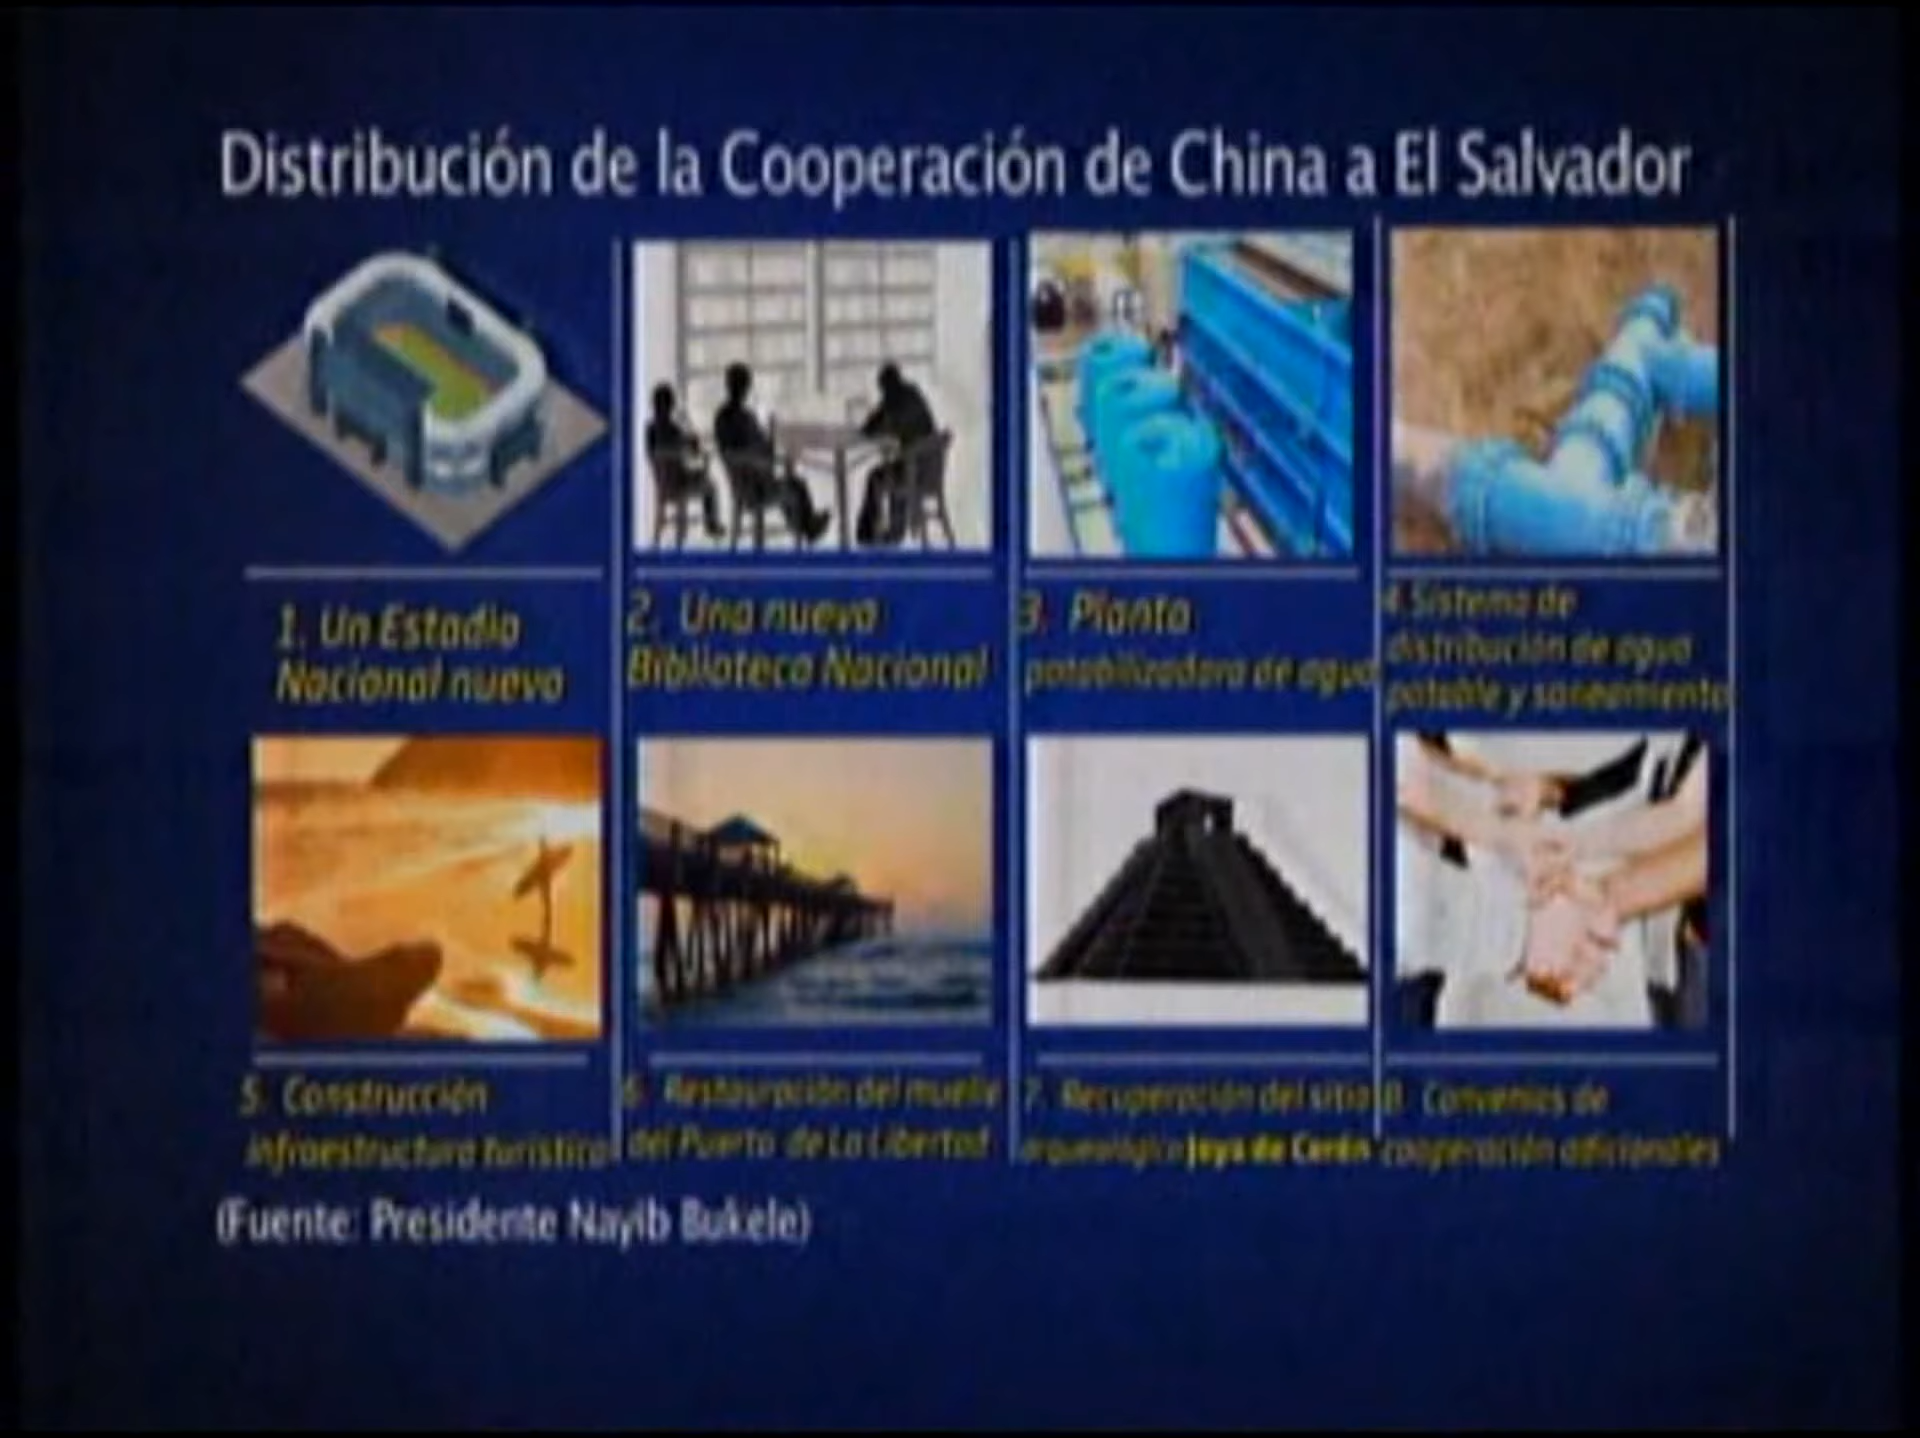 Distribución de la Cooperación de China a El Salvador
1. Un Estadio
Nacional nuevo
2. Una nueva
Biblioteca Nacional
3. Planta
potabilizadora de agua
4.Sistema de
distribución de agua
potable y saneamiento
5. Construcción
infraestructura turística
6. Restauración del muelle
del Puerto de La Libertad
7. Recuperación del sitio
arqueológico Joya de Cerén
8. Convenios de
cooperación adicionales
(Fuente: Presidente Nayib Bukele)